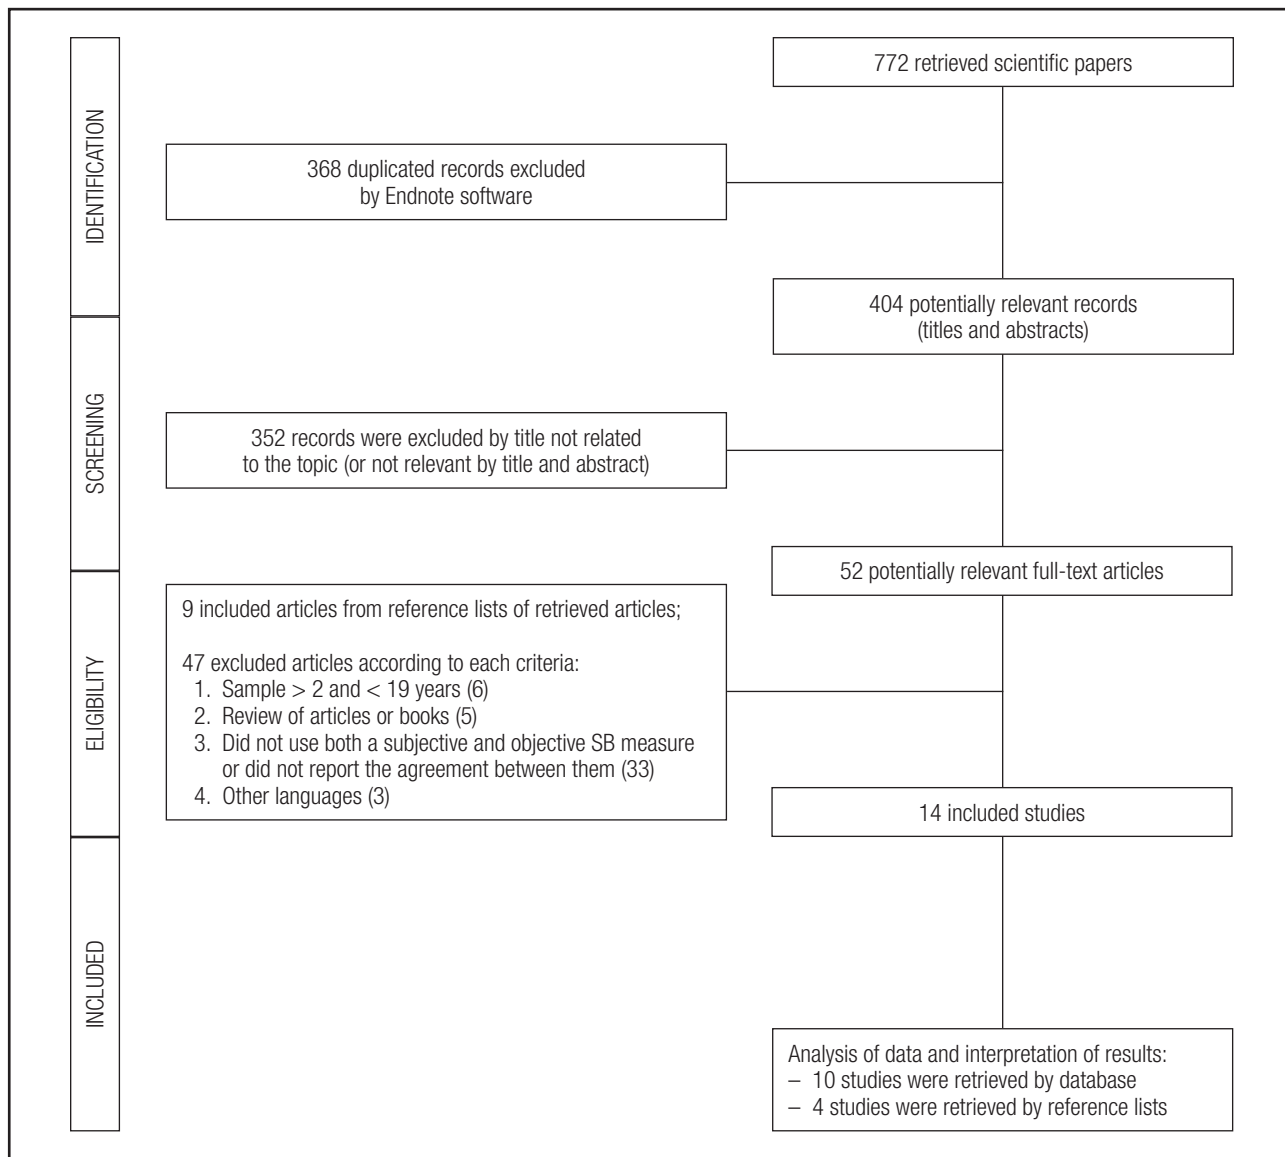 IDENTIFICATION
772 retrieved scientific papers
368 duplicated records excluded
by Endnote software
404 potentially relevant records
(titles and abstracts)
SCREENING
352 records were excluded by title not related
to the topic (or not relevant by title and abstract)
52 potentially relevant full-text articles
ELIGIBILITY
9 included articles from reference lists of retrieved articles;
47 excluded articles according to each criteria:
1. Sample > 2 and < 19 years (6)
2. Review of articles or books (5)
3. Did not use both a subjective and objective SB measure
or did not report the agreement between them (33)
4. Other languages (3)
14 included studies
INCLUDED
Analysis of data and interpretation of results:
– 10 studies were retrieved by database
– 4 studies were retrieved by reference lists